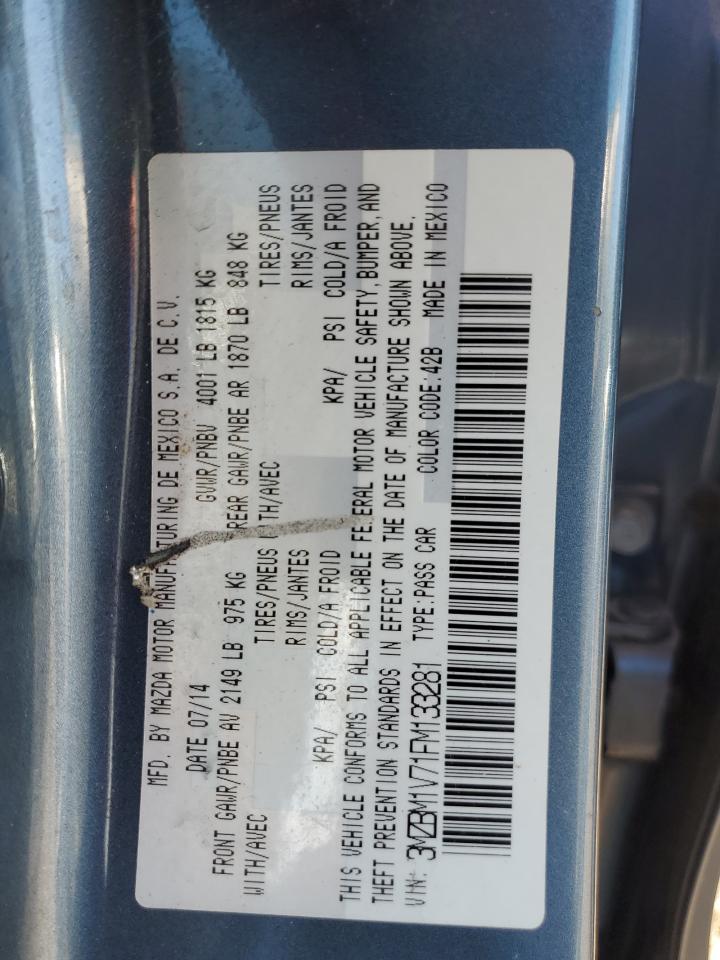 MFD. BY MAZDA MOTOR MANUFACTURING DE MEXICO S.A. DE C.V.
DATE 07/14 GVWR/PNBV 4001 LB 1815 KG
FRONT GAWR/PNBE AV 2149 LB 975 KG REAR GAWR/PNBE AR 1870 LB 848 KG
WITH/AVEC TIRES/PNEUS WITH/AVEC TIRES/PNEUS
RIMS/JANTES RIMS/JANTES
KPA/ PSI COLD/A FROID KPA/ PSI COLD/A FROID
THIS VEHICLE CONFORMS TO ALL APPLICABLE FEDERAL MOTOR VEHICLE SAFETY, BUMPER, AND
THEFT PREVENTION STANDARDS IN EFFECT ON THE DATE OF MANUFACTURE SHOWN ABOVE.
VIN: 3MZBM1V71FM133281 TYPE:PASS CAR COLOR CODE:42B MADE IN MEXICO